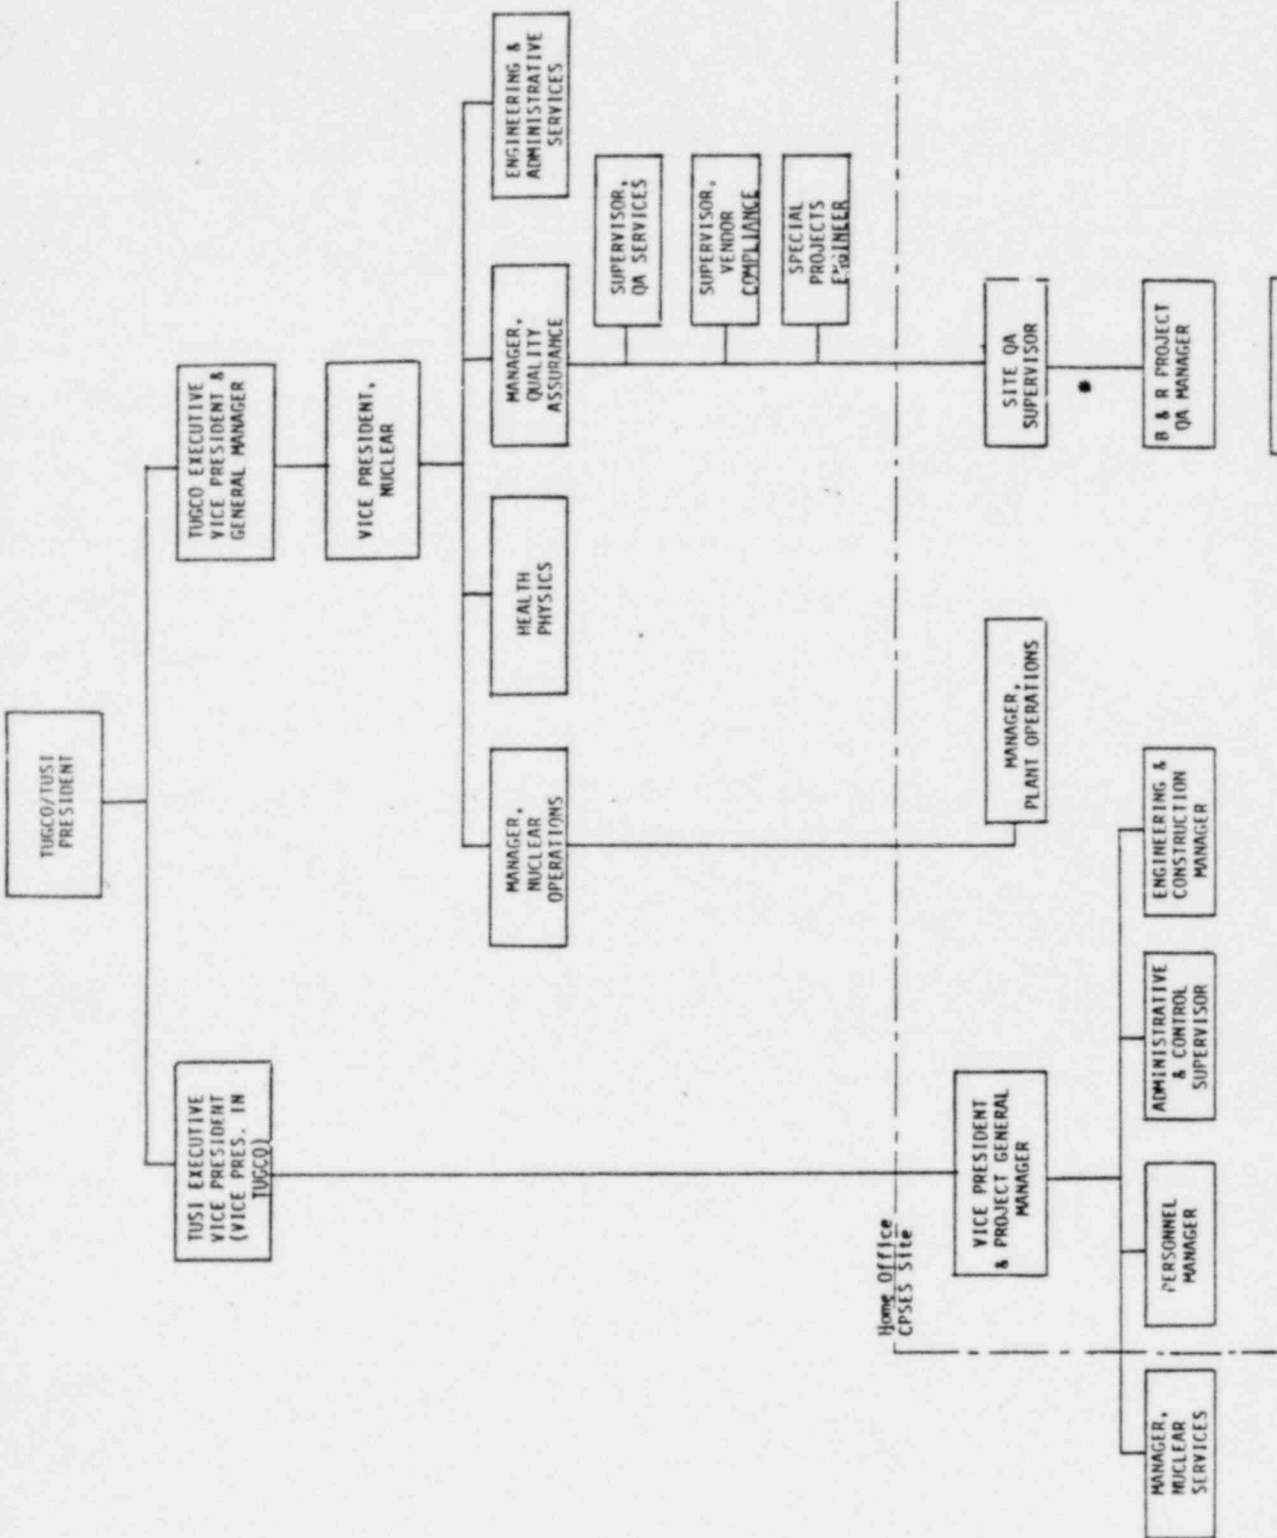 TUGCO/TUSI
PRESIDENT
TUSI EXECUTIVE
VICE PRESIDENT
(VICE PRES. IN
TUGCO)
TUGCO EXECUTIVE
VICE PRESIDENT &
GENERAL MANAGER
VICE PRESIDENT,
NUCLEAR
MANAGER,
NUCLEAR
OPERATIONS
HEALTH
PHYSICS
MANAGER,
QUALITY
ASSURANCE
ENGINEERING &
ADMINISTRATIVE
SERVICES
SUPERVISOR,
QA SERVICES
SUPERVISOR,
VENDOR
COMPLIANCE
SPECIAL
PROJECTS
ENGINEER
Home Office
CPSES Site
VICE PRESIDENT
& PROJECT GENERAL
MANAGER
MANAGER,
PLANT OPERATIONS
SITE QA
SUPERVISOR
*
MANAGER,
NUCLEAR
SERVICES
PERSONNEL
MANAGER
ADMINISTRATIVE
& CONTROL
SUPERVISOR
ENGINEERING &
CONSTRUCTION
MANAGER
B & R PROJECT
QA MANAGER